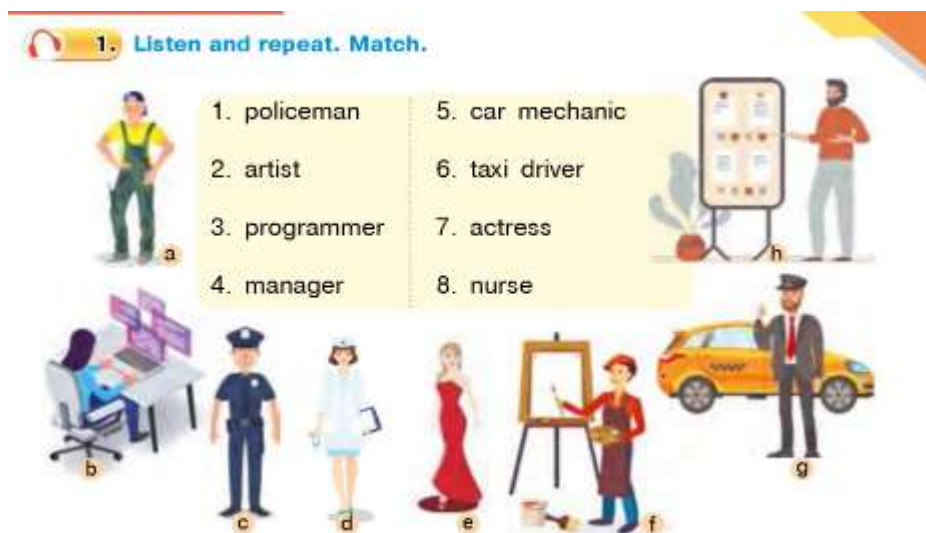 1. Listen and repeat. Match.
1. policeman
2. artist
3. programmer
4. manager
5. car mechanic
6. taxi driver
7. actress
8. nurse
a
h
b
c
d
e
f
g